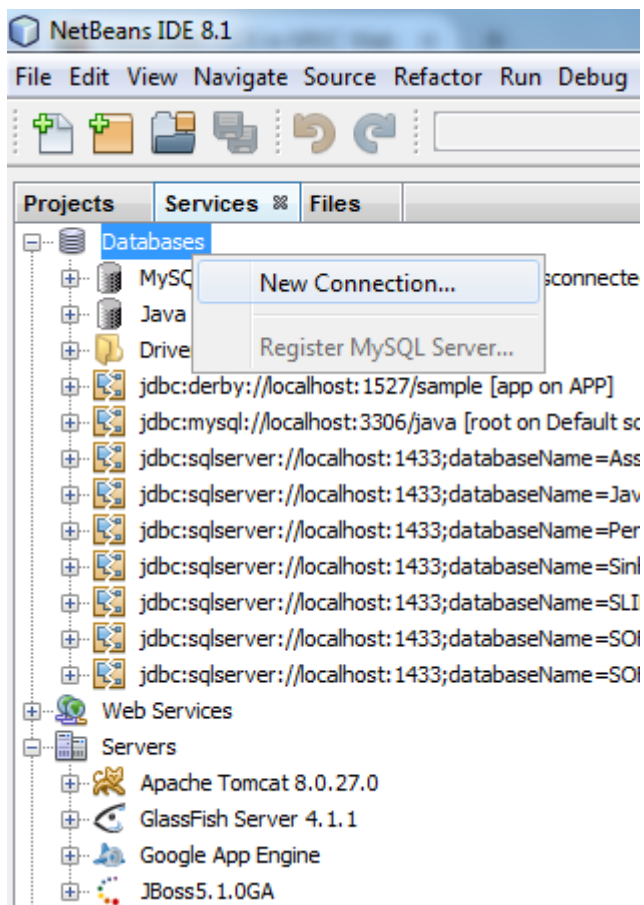 NetBeans IDE 8.1
File Edit View Navigate Source Refactor Run Debug
Projects Services Files
Databases
New Connection...
Register MySQL Server...
Java
jdbc:derby://localhost:1527/sample [app on APP]
jdbc:mysql://localhost:3306/java [root on Default
jdbc:sqlserver://localhost:1433;databaseName=Ass
jdbc:sqlserver://localhost:1433;databaseName=Jav
jdbc:sqlserver://localhost:1433;databaseName=Per
jdbc:sqlserver://localhost:1433;databaseName=Sin
jdbc:sqlserver://localhost:1433;databaseName=SLI
jdbc:sqlserver://localhost:1433;databaseName=SO
jdbc:sqlserver://localhost:1433;databaseName=SO
Web Services
Servers
Apache Tomcat 8.0.27.0
GlassFish Server 4.1.1
Google App Engine
JBoss5.1.0GA